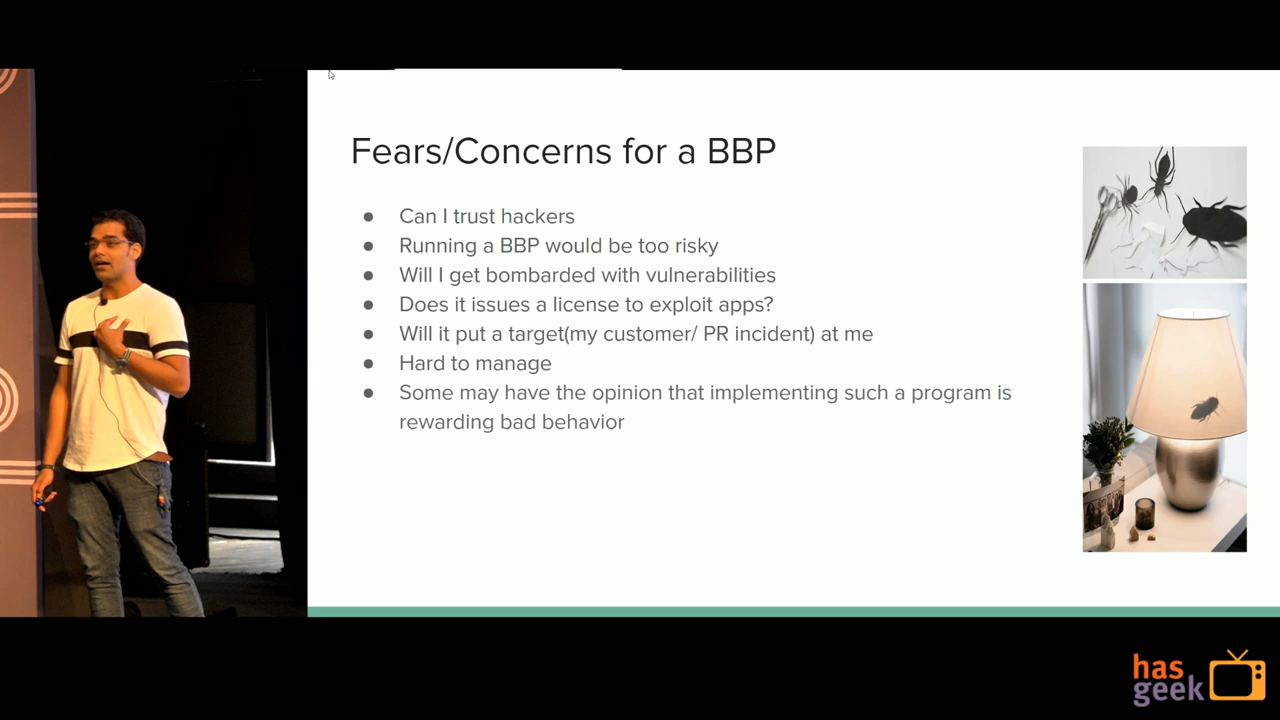 Fears/Concerns for a BBP
● Can I trust hackers
● Running a BBP would be too risky
● Will I get bombarded with vulnerabilities
● Does it issues a license to exploit apps?
● Will it put a target(my customer/ PR incident) at me
● Hard to manage
● Some may have the opinion that implementing such a program is
rewarding bad behavior
has
geek